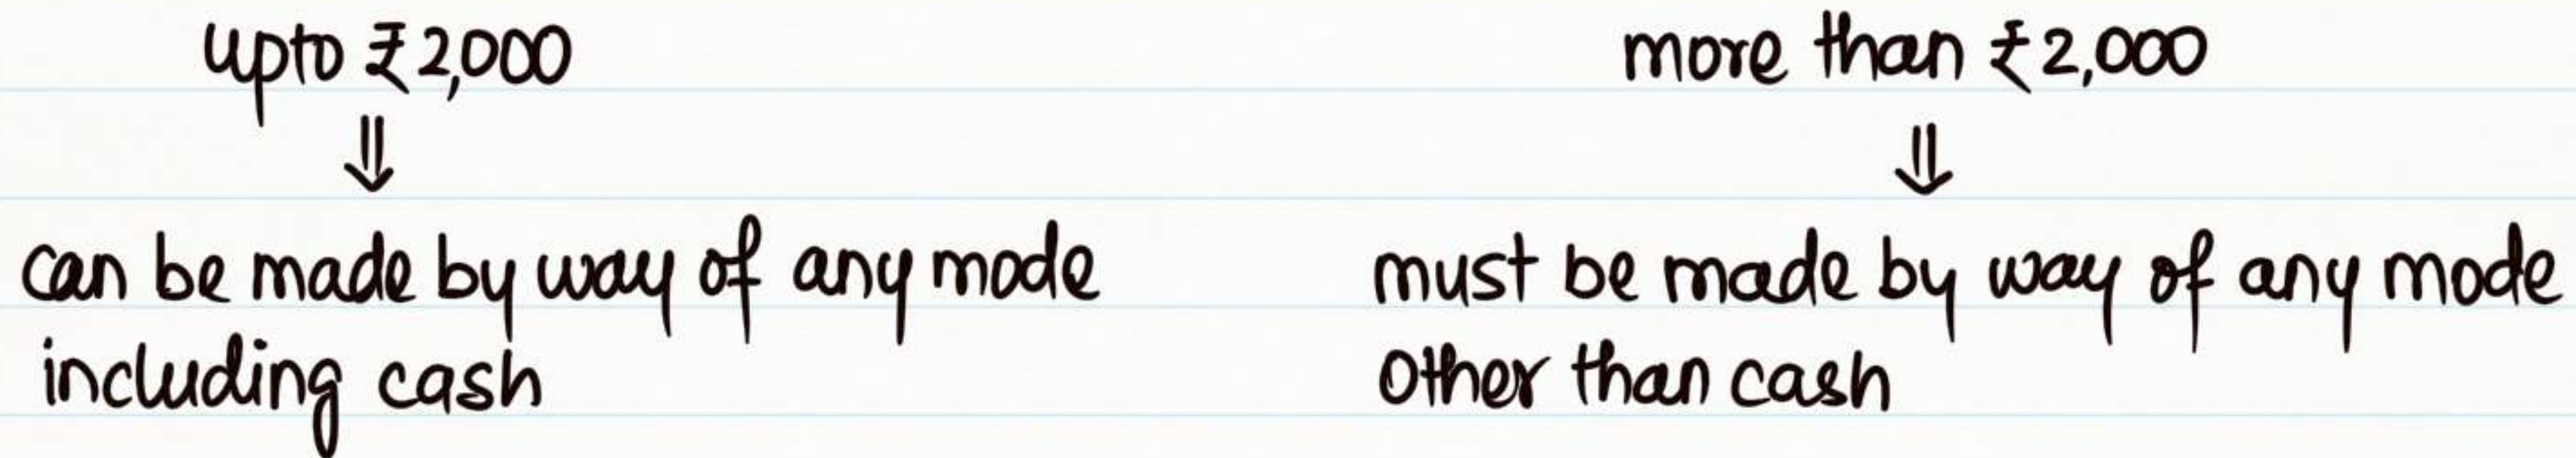 upto ₹2,000
⇓
can be made by way of any mode
including cash
more than ₹2,000
⇓
must be made by way of any mode
other than cash